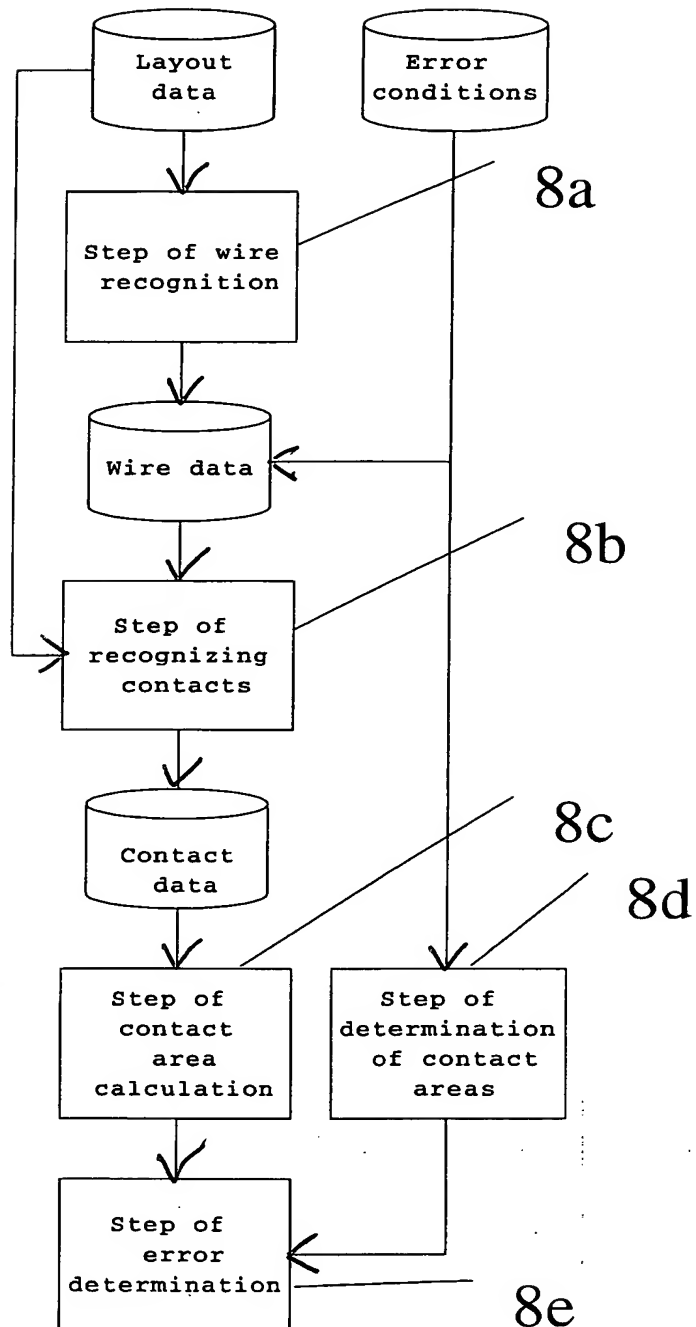 Layout
data
Error
conditions
8a
Step of wire
recognition
Wire data
8b
Step of
recognizing
contacts
Contact
data
8c
8d
Step of
contact
area
calculation
Step of
determination
of contact
areas
Step of
error
determination
8e